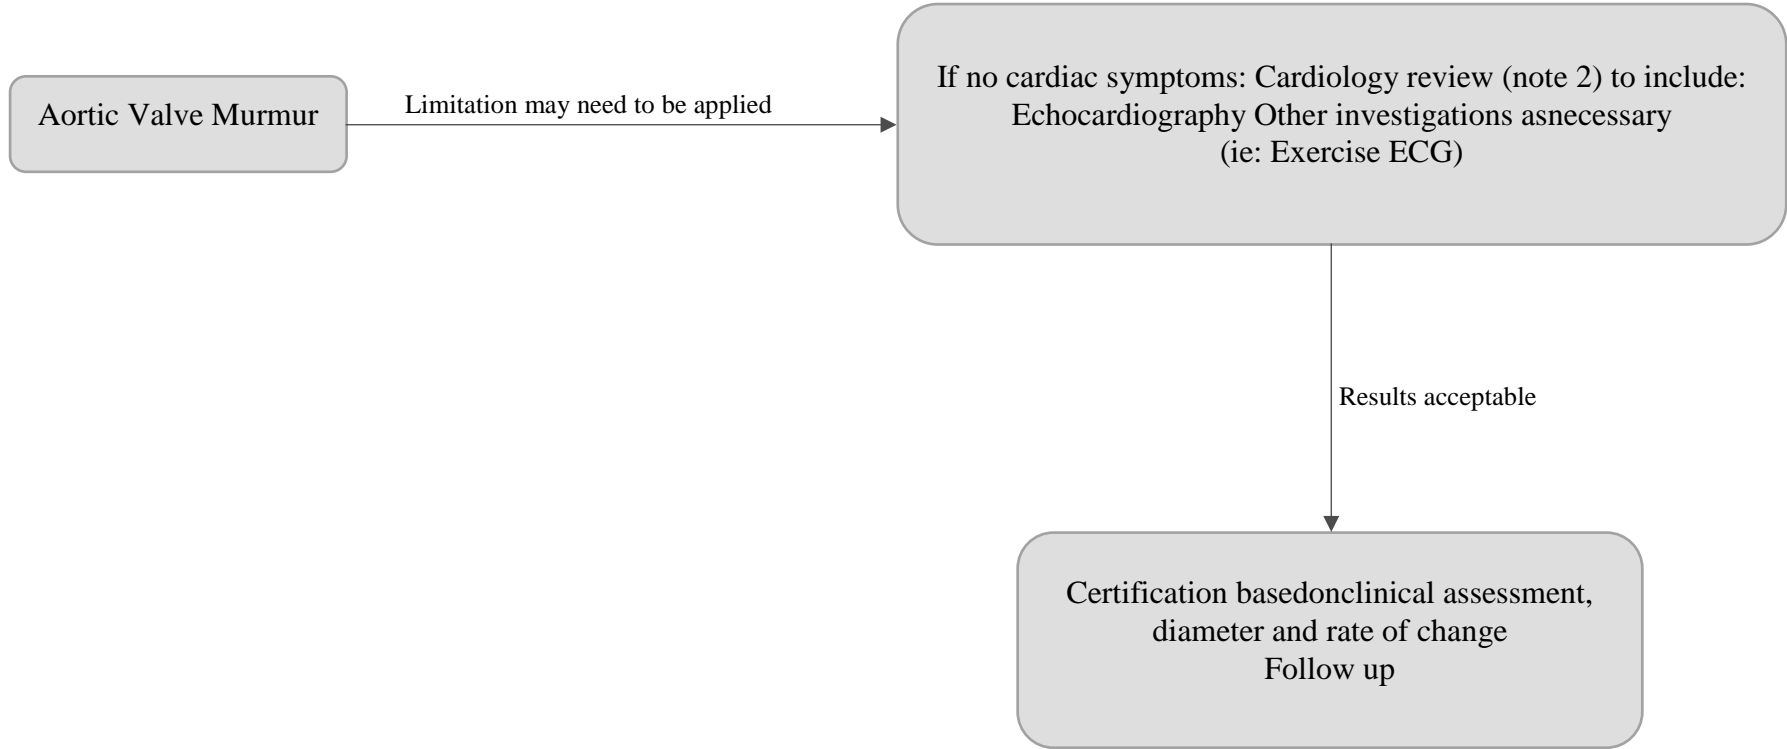 Aortic Valve Murmur
Limitation may need to be applied
If no cardiac symptoms: Cardiology review (note 2) to include:
Echocardiography Other investigations asnecessary
(ie: Exercise ECG)
Results acceptable
Certification basedonclinical assessment,
diameter and rate of change
Follow up